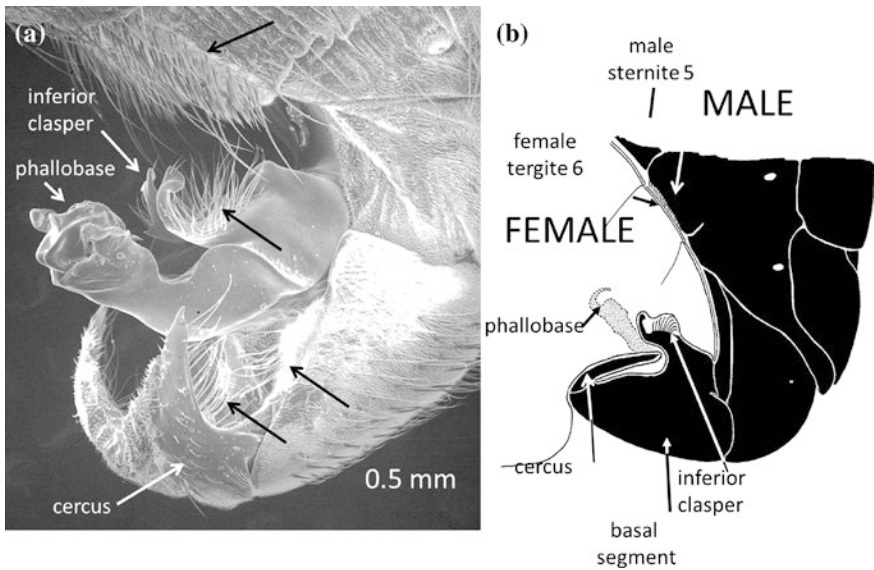 (a)
inferior
clasper
phallobase
cercus
0.5 mm
(b)
male
sternite 5
MALE
female
tergite 6
FEMALE
phallobase
cercus
inferior
clasper
basal
segment